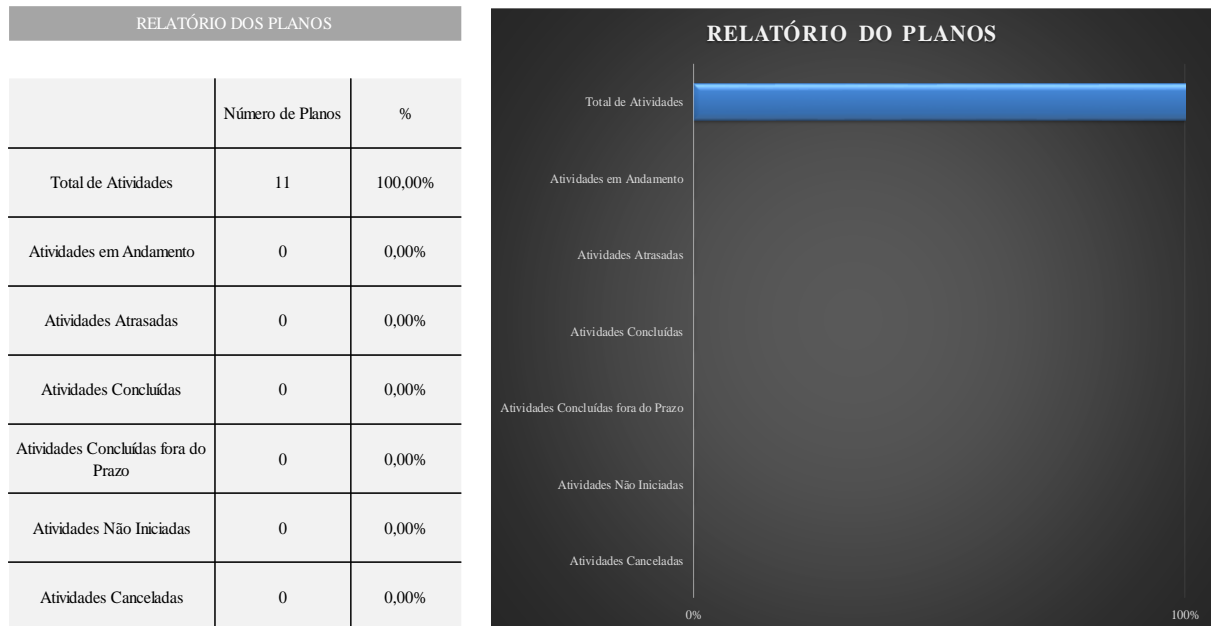 RELATÓRIO DOS PLANOS
Número de Planos %
Total de Atividades 11 100,00%
Atividades em Andamento 0 0,00%
Atividades Atrasadas 0 0,00%
Atividades Concluídas 0 0,00%
Atividades Concluídas fora do
Prazo 0 0,00%
Atividades Não Iniciadas 0 0,00%
Atividades Canceladas 0 0,00%
RELATÓRIO DO PLANOS
Total de Atividades
Atividades em Andamento
Atividades Atrasadas
Atividades Concluídas
Atividades Concluídas fora do Prazo
Atividades Não Iniciadas
Atividades Canceladas
0% 100%